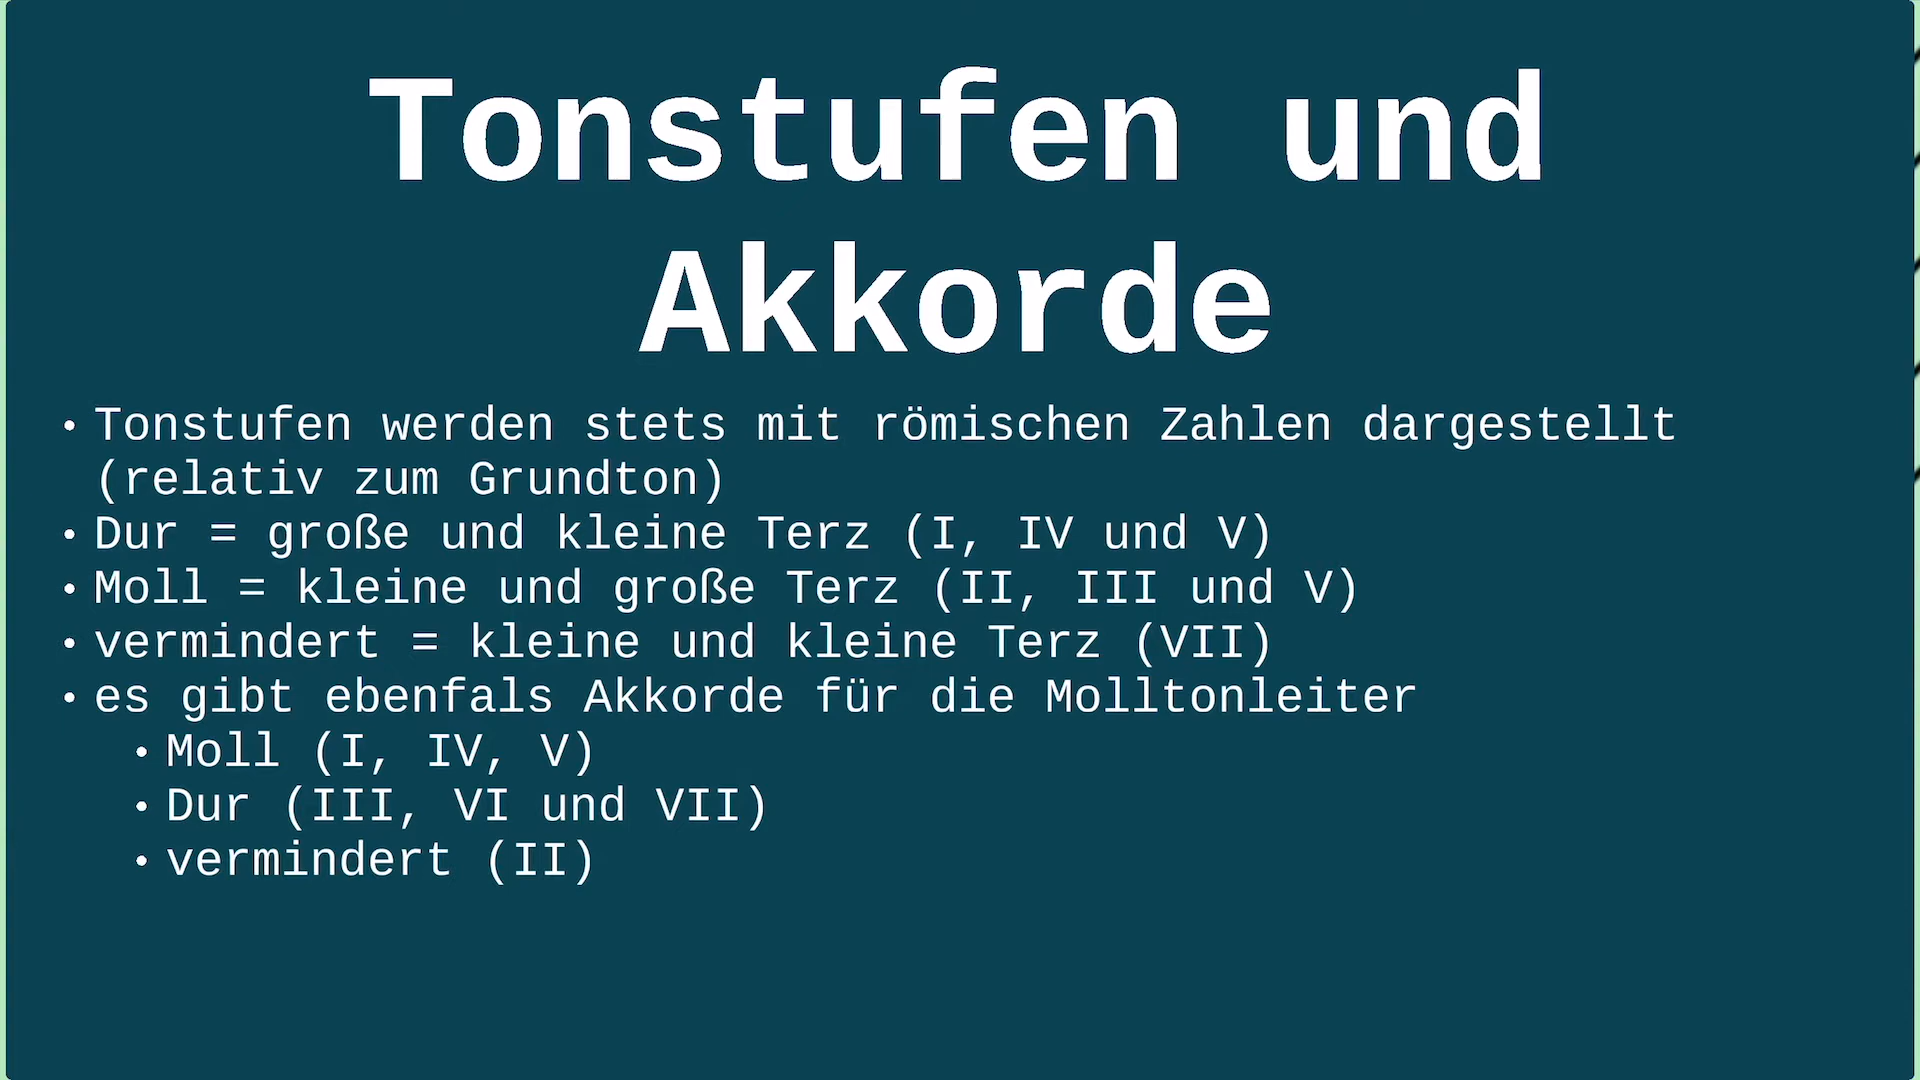 Tonstufen und
Akkorde
• Tonstufen werden stets mit römischen Zahlen dargestellt
(relativ zum Grundton)
• Dur = große und kleine Terz (I, IV und V)
• Moll = kleine und große Terz (II, III und V)
• vermindert = kleine und kleine Terz (VII)
• es gibt ebenfals Akkorde für die Molltonleiter
• Moll (I, IV, V)
• Dur (III, VI und VII)
• vermindert (II)